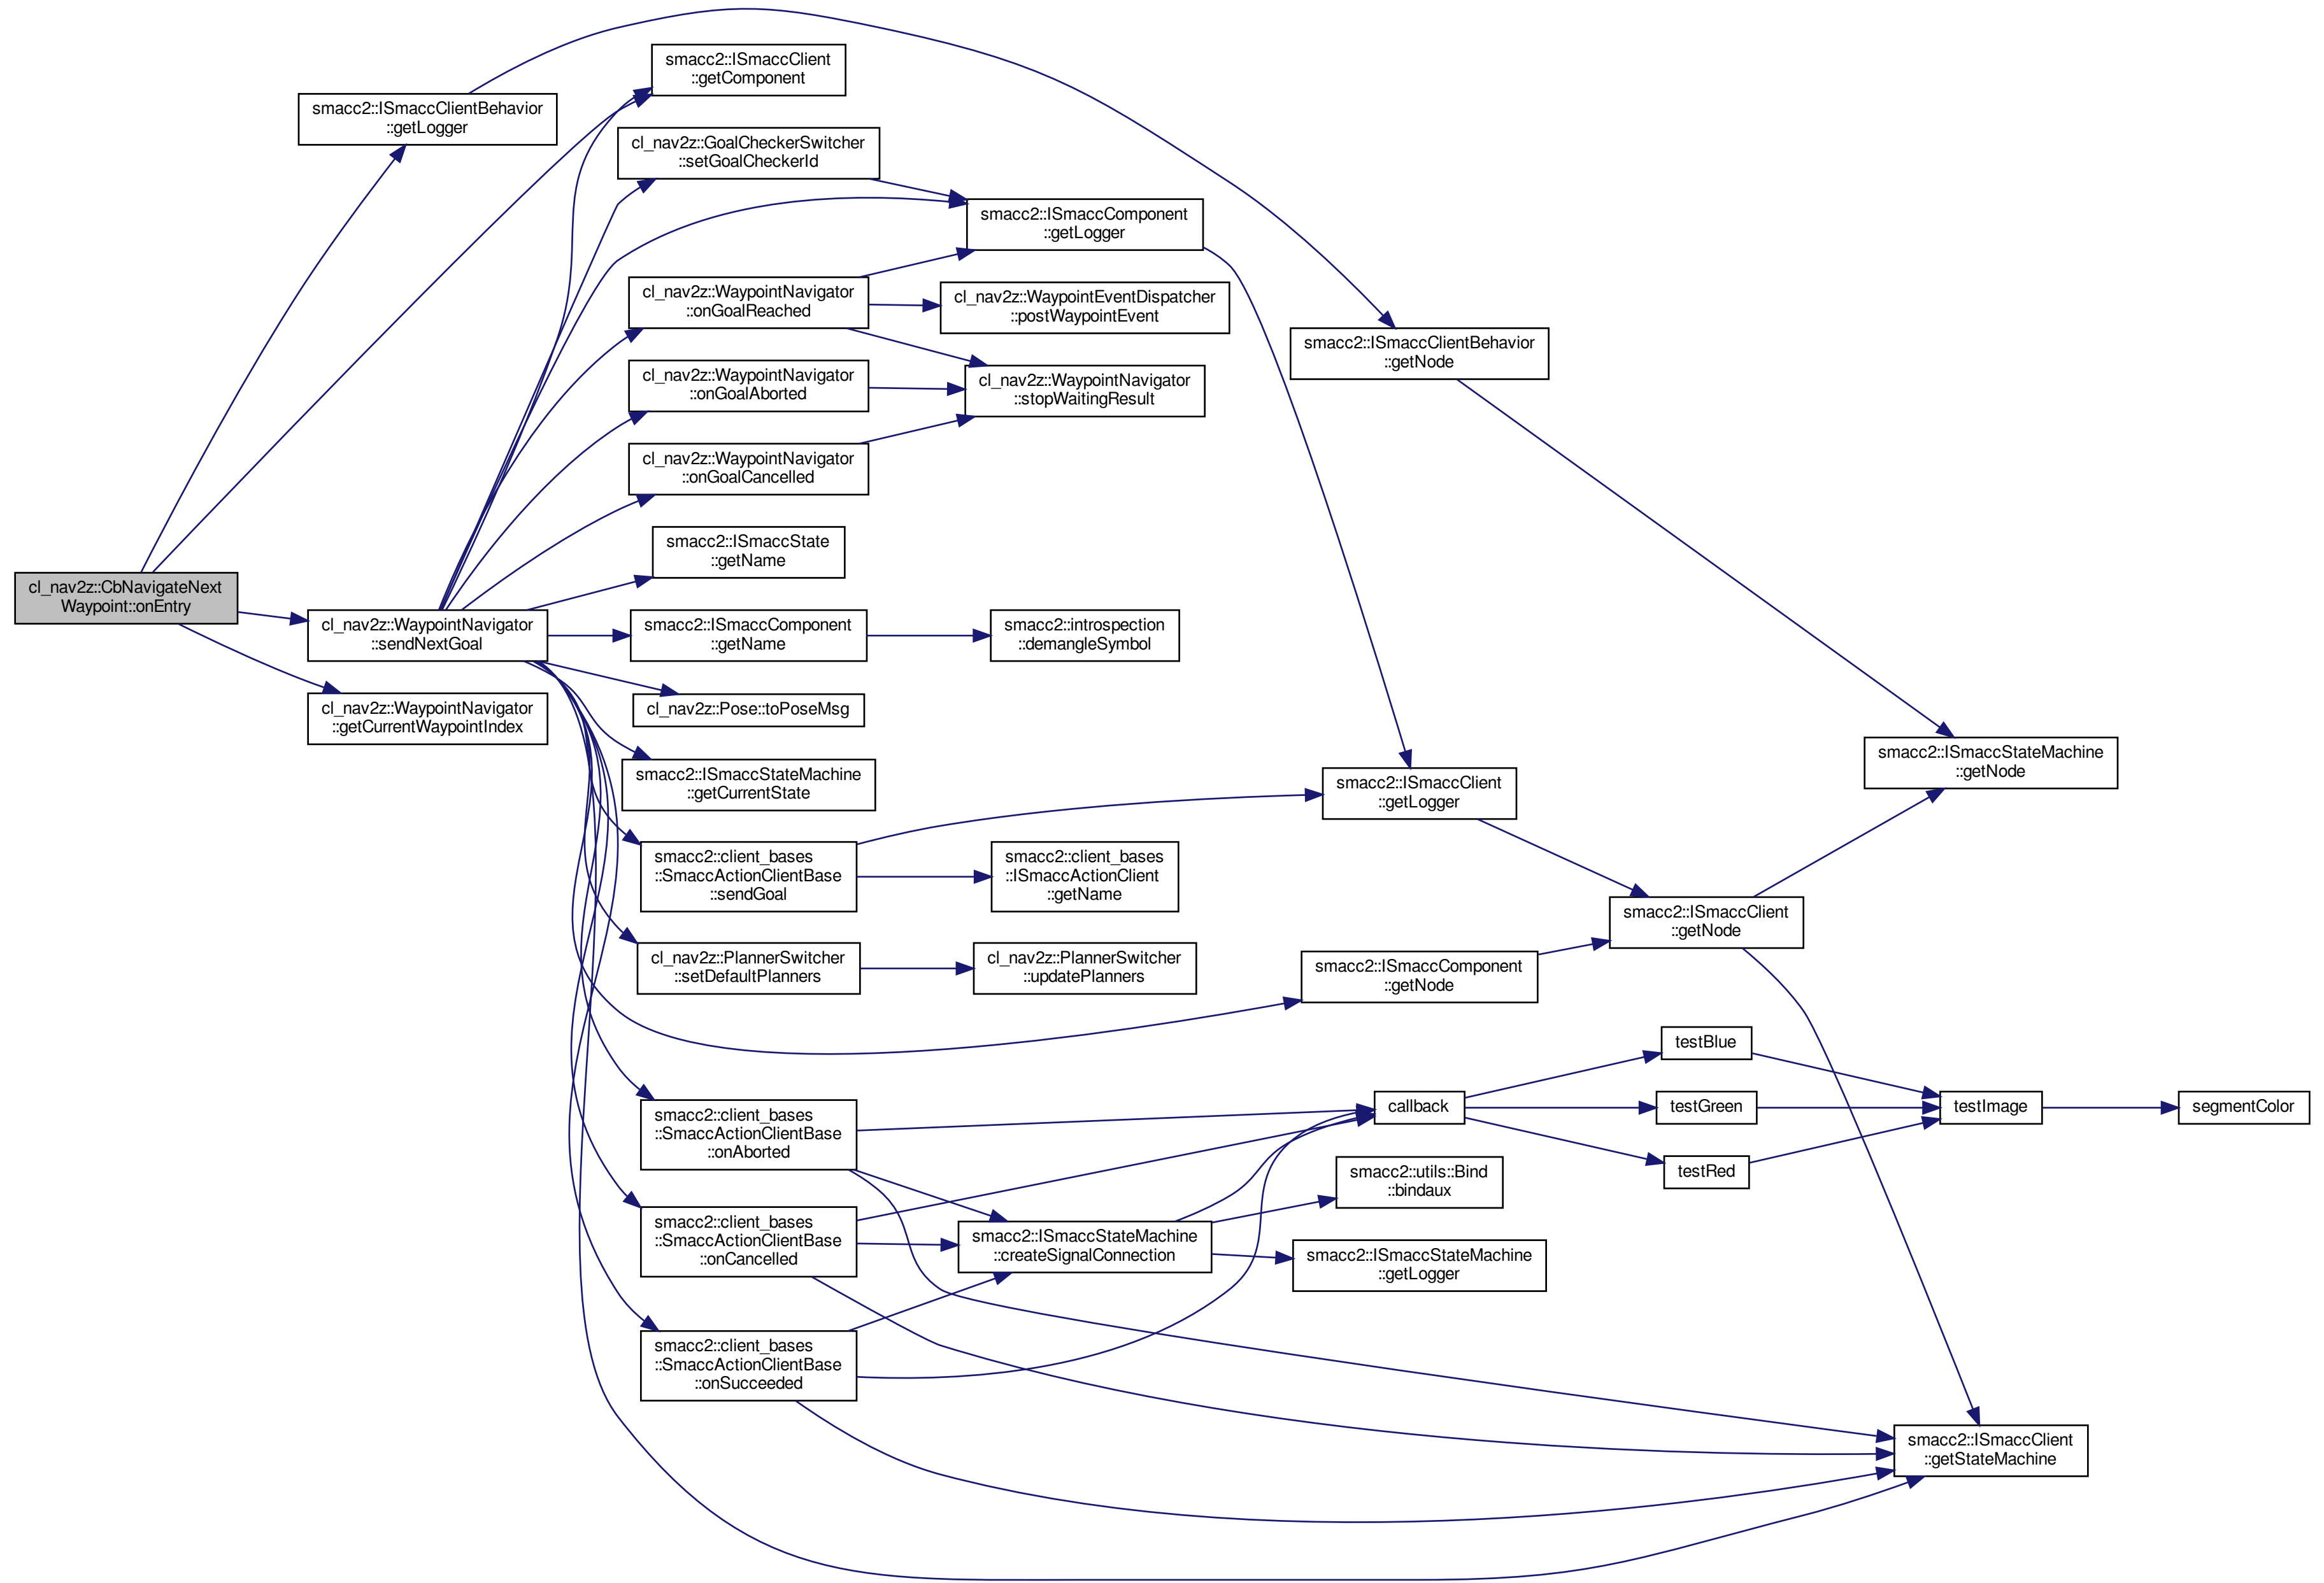 smacc2::ISmaccClient
::getComponent
smacc2::ISmaccClientBehavior
::getLogger
cl_nav2z::GoalCheckerSwitcher
::setGoalCheckerId
smacc2::ISmaccComponent
::getLogger
cl_nav2z::WaypointNavigator
::onGoalReached
cl_nav2z::WaypointEventDispatcher
::postWaypointEvent
smacc2::ISmaccClientBehavior
::getNode
cl_nav2z::WaypointNavigator
::onGoalAborted
cl_nav2z::WaypointNavigator
::stopWaitingResult
cl_nav2z::WaypointNavigator
::onGoalCancelled
smacc2::ISmaccState
::getName
cl_nav2z::CbNavigateNext
Waypoint::onEntry
cl_nav2z::WaypointNavigator
::sendNextGoal
smacc2::ISmaccComponent
::getName
smacc2::introspection
::demangleSymbol
cl_nav2z::WaypointNavigator
::getCurrentWaypointIndex
cl_nav2z::Pose::toPoseMsg
smacc2::ISmaccStateMachine
::getCurrentState
smacc2::ISmaccClient
::getLogger
smacc2::ISmaccStateMachine
::getNode
smacc2::client_bases
::SmaccActionClientBase
::sendGoal
smacc2::client_bases
::ISmaccActionClient
::getName
smacc2::ISmaccClient
::getNode
cl_nav2z::PlannerSwitcher
::setDefaultPlanners
cl_nav2z::PlannerSwitcher
::updatePlanners
smacc2::ISmaccComponent
::getNode
testBlue
callback
testGreen
testImage
segmentColor
smacc2::client_bases
::SmaccActionClientBase
::onAborted
testRed
smacc2::utils::Bind
::bindaux
smacc2::client_bases
::SmaccActionClientBase
::onCancelled
smacc2::ISmaccStateMachine
::createSignalConnection
smacc2::ISmaccStateMachine
::getLogger
smacc2::client_bases
::SmaccActionClientBase
::onSucceeded
smacc2::ISmaccClient
::getStateMachine